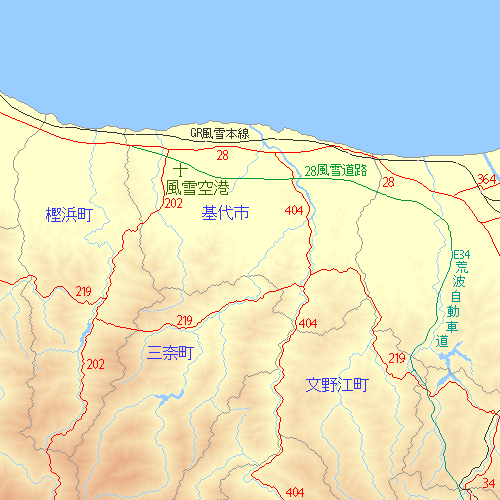 GR風雪本線
28
28風雪道路
364
28
風雪空港
202
樫浜町
基代市
404
E34
荒波自動車道
219
219
404
三奈町
219
202
文野江町
34
404